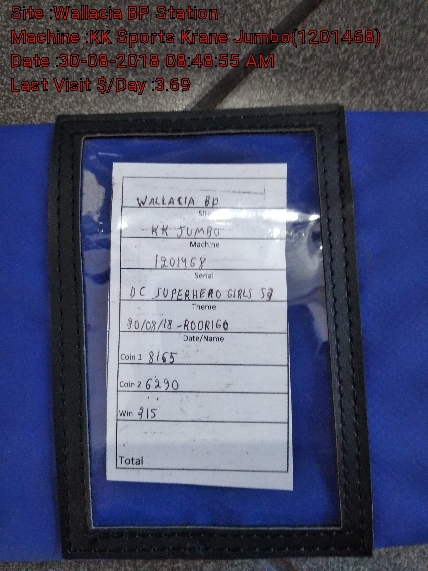 Site :Wallacia BP Station
Machine :KK Sports Krane Jumbo(1201468)
Date :30-08-2018 08:48:55 AM
Last Visit $/Day :3.69
WALLACIA BP
Site
KK JUMBO
Machine
1201468
Serial
DC SUPERHERO GIRLS SQ
Theme
30/08/18 -RODRIGO
Date/Name
Coin 1 8165
Coin 2 6290
Win 315
Total